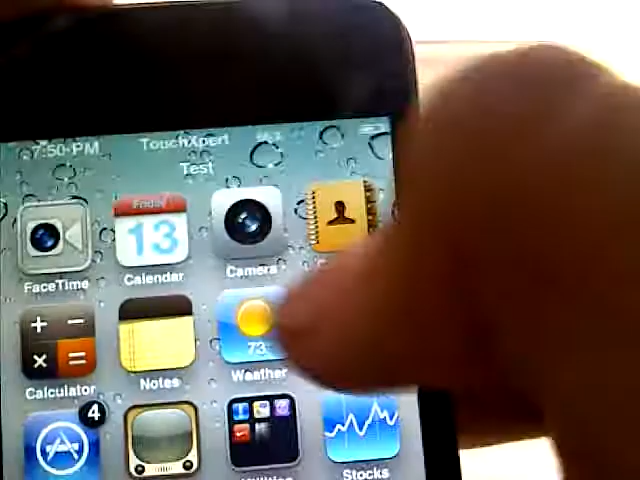 7:50 PM TouchXpert
Test
Friday
13
FaceTime Calendar Camera
73°
Calculator Notes Weather
4
Stocks